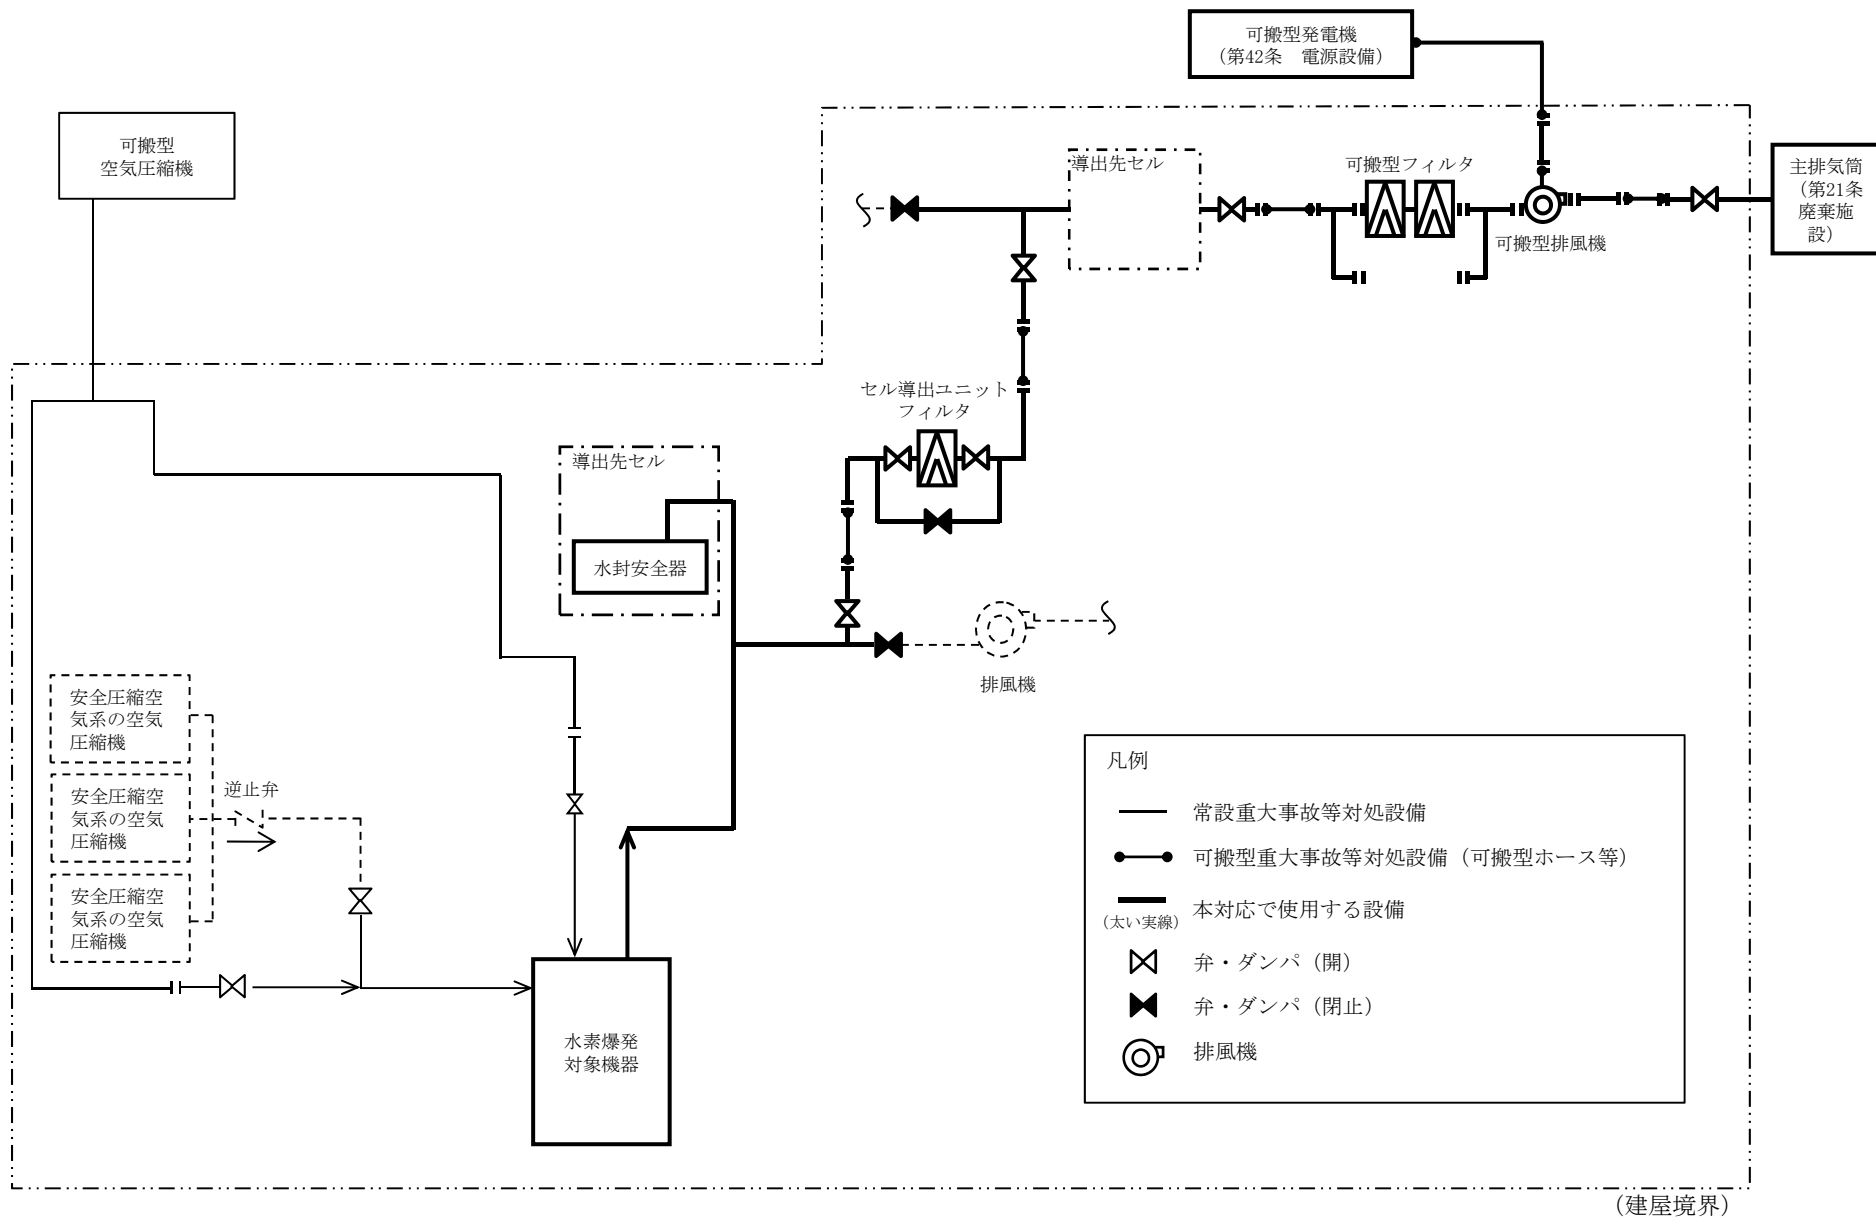 可搬型発電機
（第42条　電源設備）
可搬型
空気圧縮機
導出先セル
可搬型フィルタ
主排気筒
（第21条
廃棄施
設）
可搬型排風機
セル導出ユニット
フィルタ
導出先セル
水封安全器
排風機
安全圧縮空
気系の空気
圧縮機
安全圧縮空
気系の空気
圧縮機
安全圧縮空
気系の空気
圧縮機
逆止弁
水素爆発
対象機器
凡例
常設重大事故等対処設備
可搬型重大事故等対処設備（可搬型ホース等）
本対応で使用する設備
（太い実線）
弁・ダンパ（開）
弁・ダンパ（閉止）
排風機
（建屋境界）